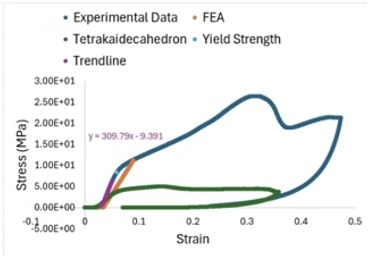 Experimental Data FEA
Tetrakaidecahedron Yield Strength
Trendline
3.00E+01
2.50E+01
2.00E+01
1.50E+01
1.00E+01
5.00E+00
0.00E+00
-5.00E+00
y = 309.79x - 9.391
Stress (MPa)
-0.1 0 0.1 0.2 0.3 0.4 0.5
Strain